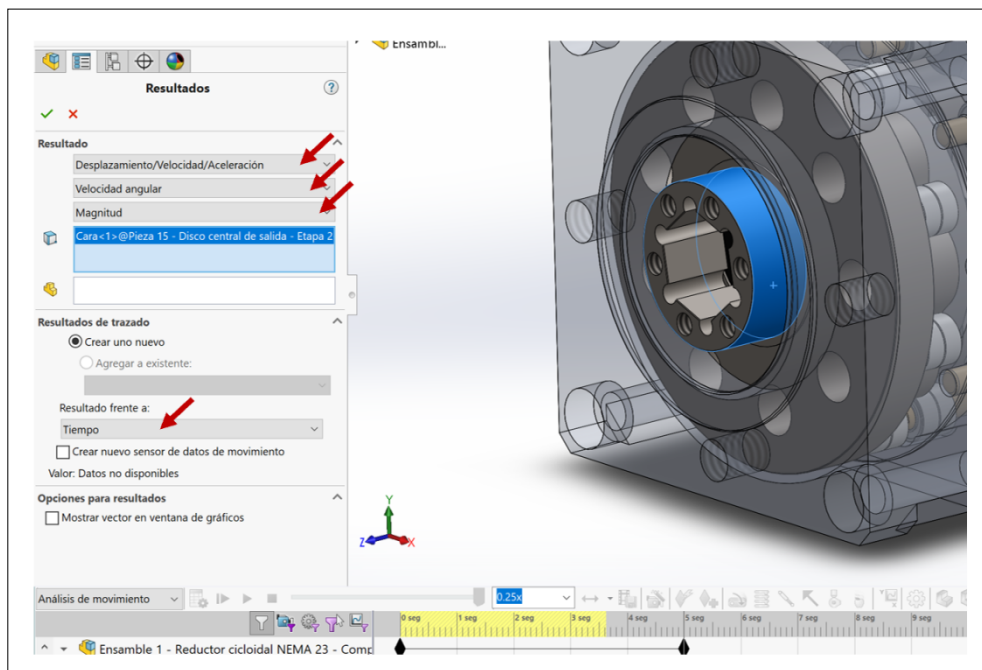 Ensambl...
Resultados
?
Resultado
Desplazamiento/Velocidad/Aceleración
Velocidad angular
Magnitud
Cara<1>@Pieza 15 - Disco central de salida - Etapa 2
Resultados de trazado
Crear uno nuevo
Agregar a existente:
Resultado frente a:
Tiempo
Crear nuevo sensor de datos de movimiento
Valor: Datos no disponibles
Opciones para resultados
Mostrar vector en ventana de gráficos
Y
Z X
Análisis de movimiento 0.25x
0 seg 1 seg 2 seg 3 seg 4 seg 5 seg 6 seg 7 seg 8 seg 9 seg
Ensamble 1 - Reductor cicloidal NEMA 23 - Comp